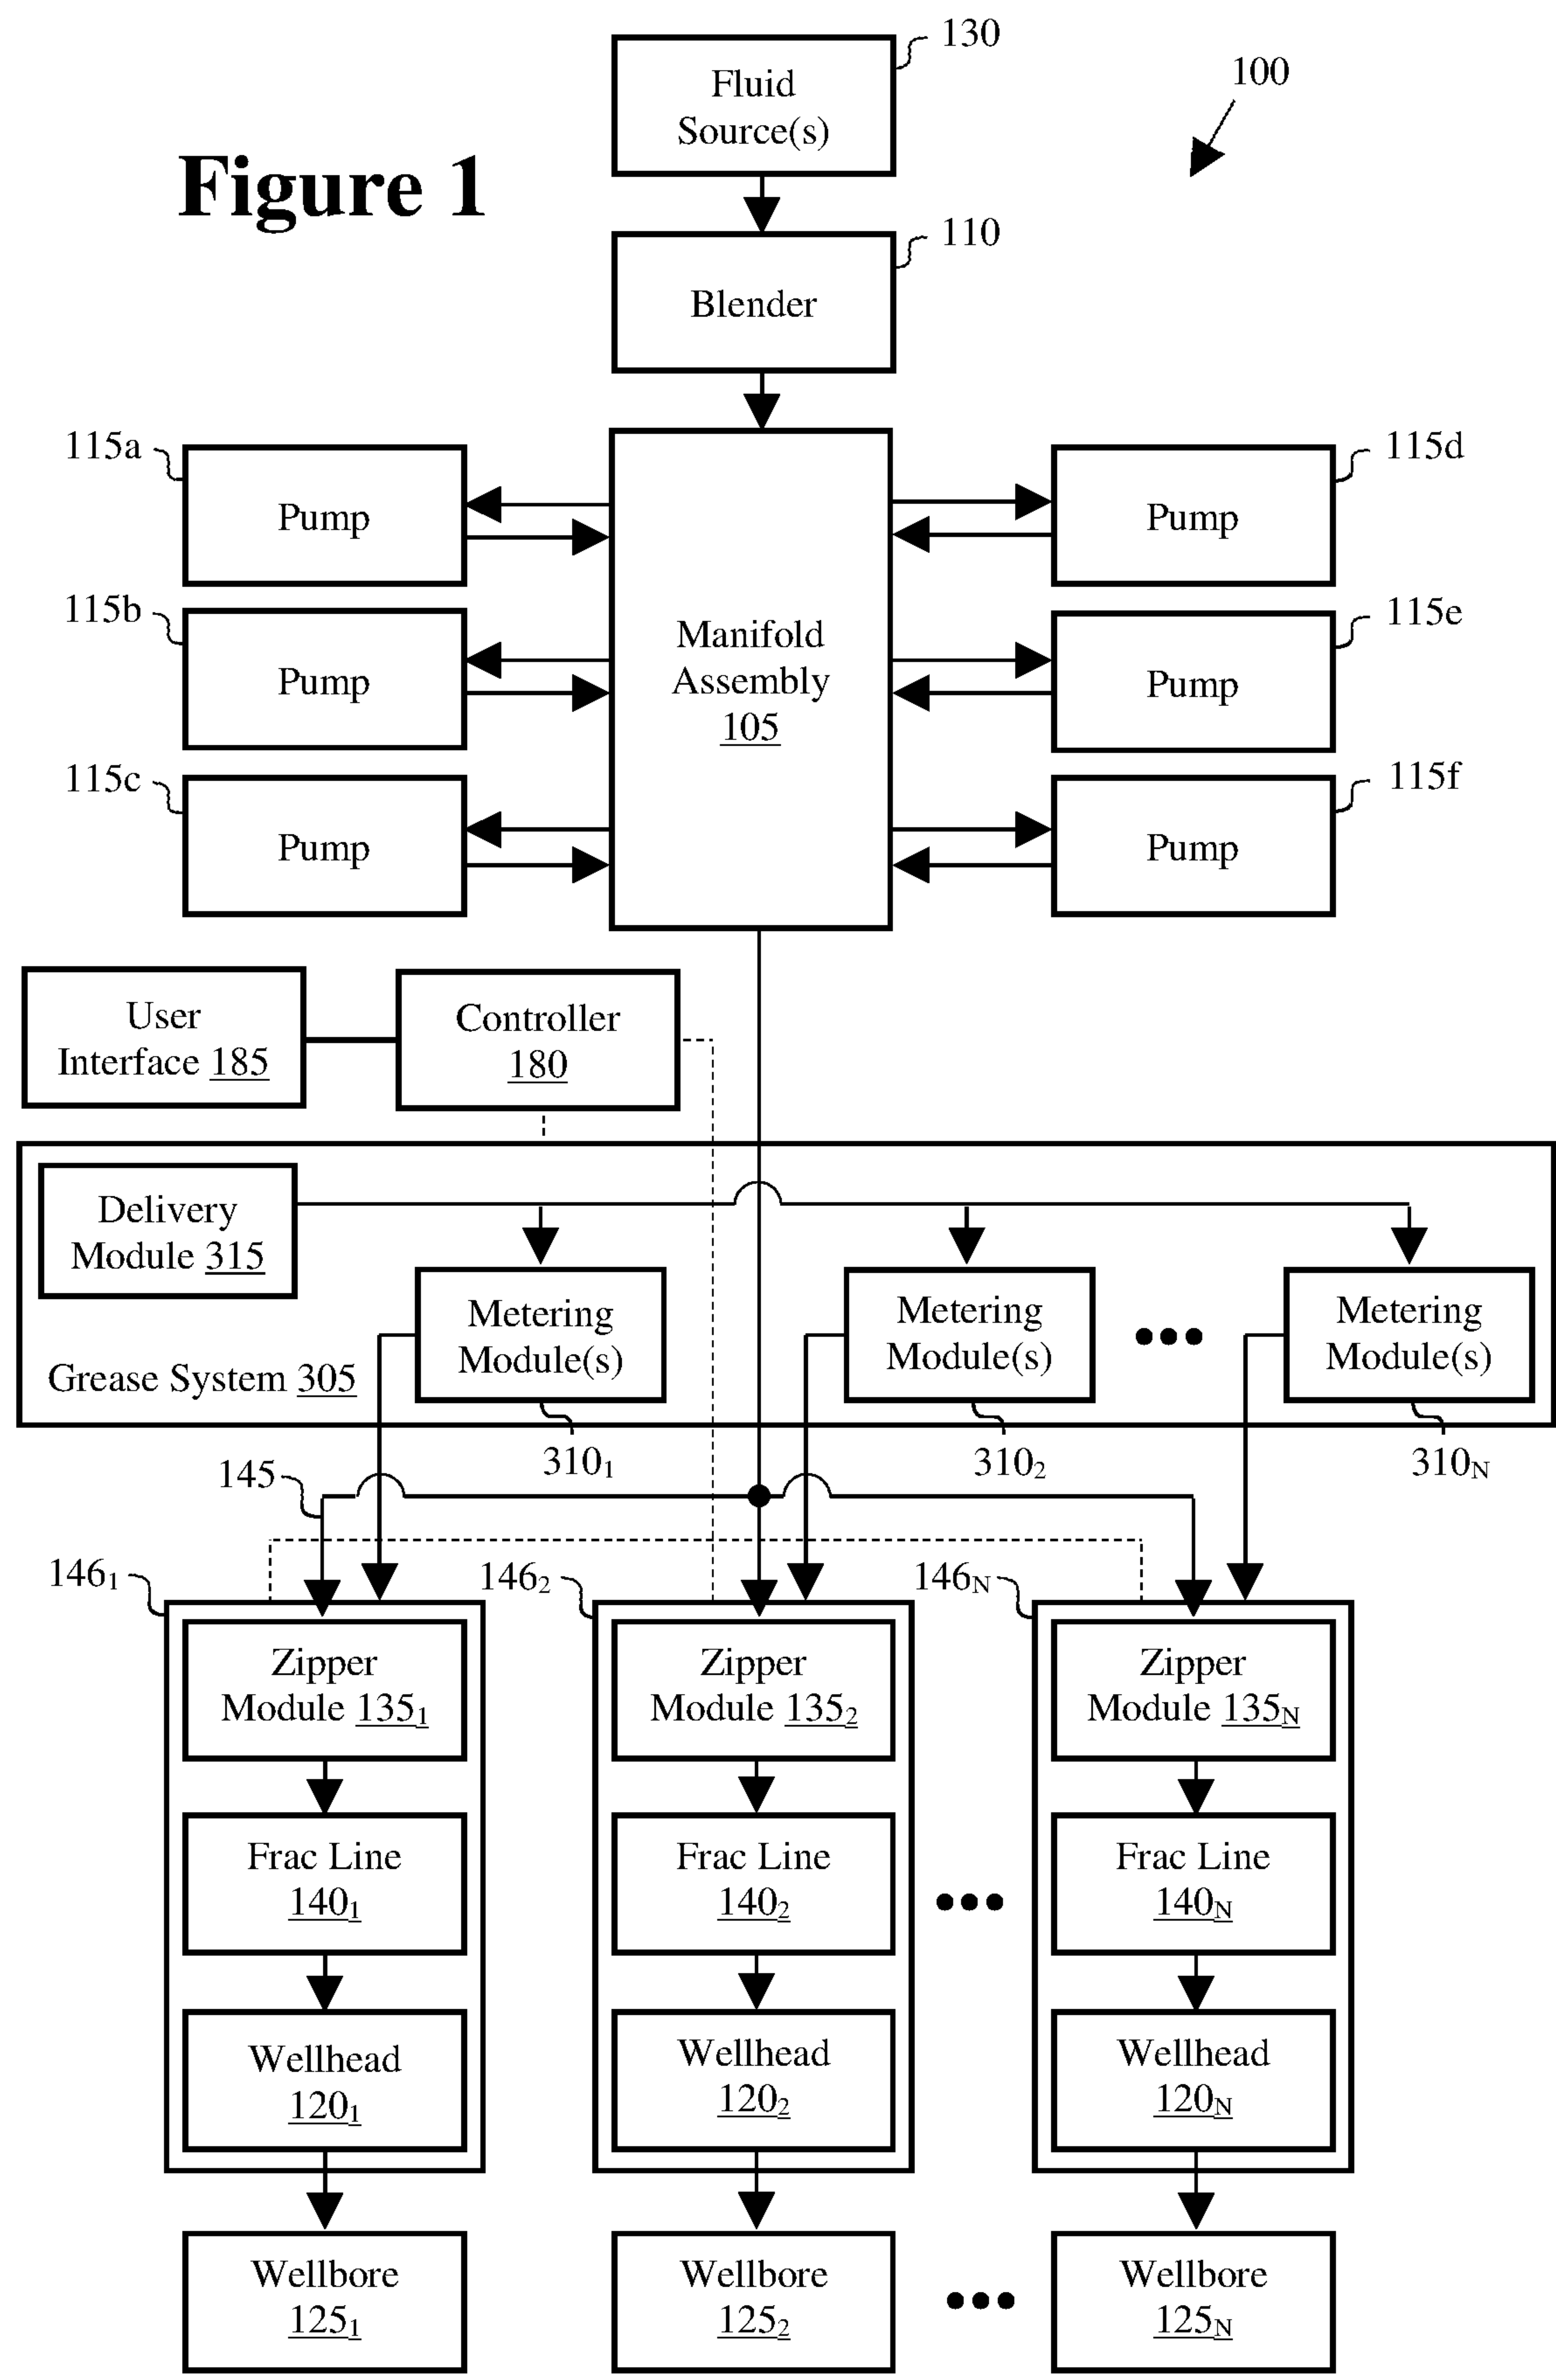 130
100
Fluid
Source(s)
Figure 1
110
Blender
115a
115d
Pump
Pump
115b
115e
Manifold
Assembly
105
Pump
Pump
115c
115f
Pump
Pump
User
Interface 185
Controller
180
Delivery
Module 315
Metering
Module(s)
Metering
Module(s)
Metering
Module(s)
Grease System 305
310₁
310₂
310N
145
146₁
146₂
146N
Zipper
Module 135₁
Zipper
Module 135₂
Zipper
Module 135N
Frac Line
140₁
Frac Line
140₂
Frac Line
140N
Wellhead
120₁
Wellhead
120₂
Wellhead
120N
Wellbore
125₁
Wellbore
125₂
Wellbore
125N